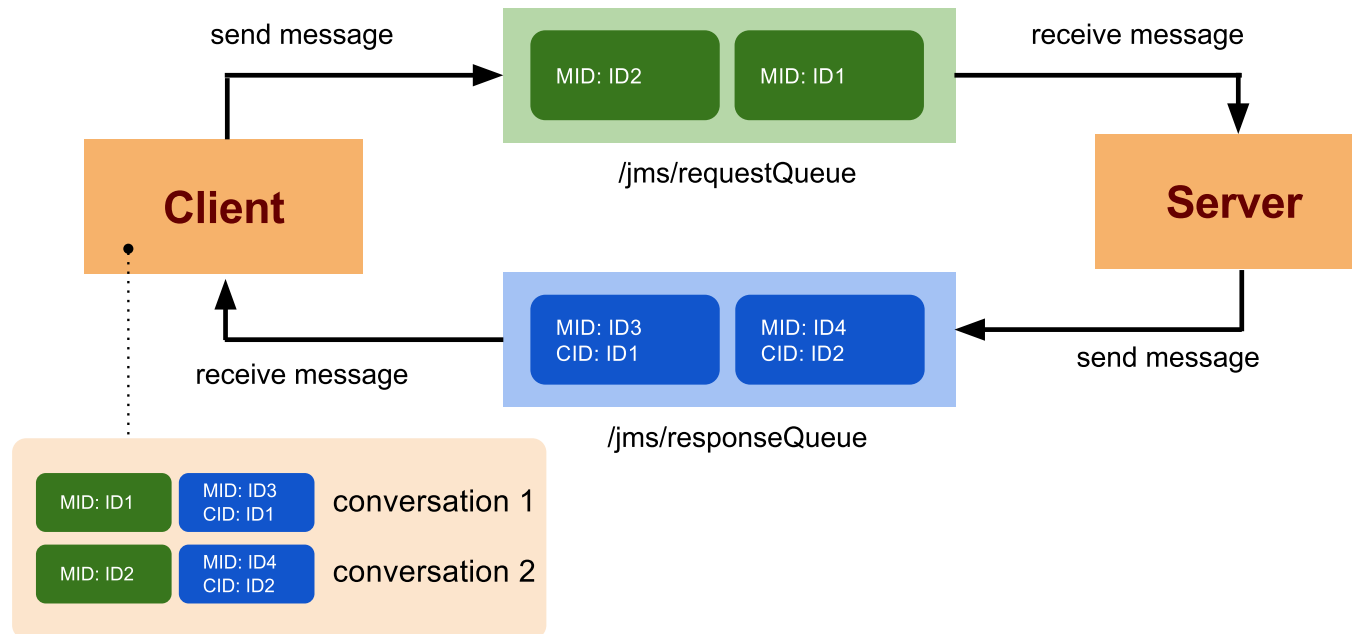 send message
receive message
MID: ID2
MID: ID1
/jms/requestQueue
Client
Server
MID: ID3
CID: ID1
MID: ID4
CID: ID2
receive message
send message
/jms/responseQueue
MID: ID1
MID: ID3
CID: ID1
conversation 1
MID: ID2
MID: ID4
CID: ID2
conversation 2